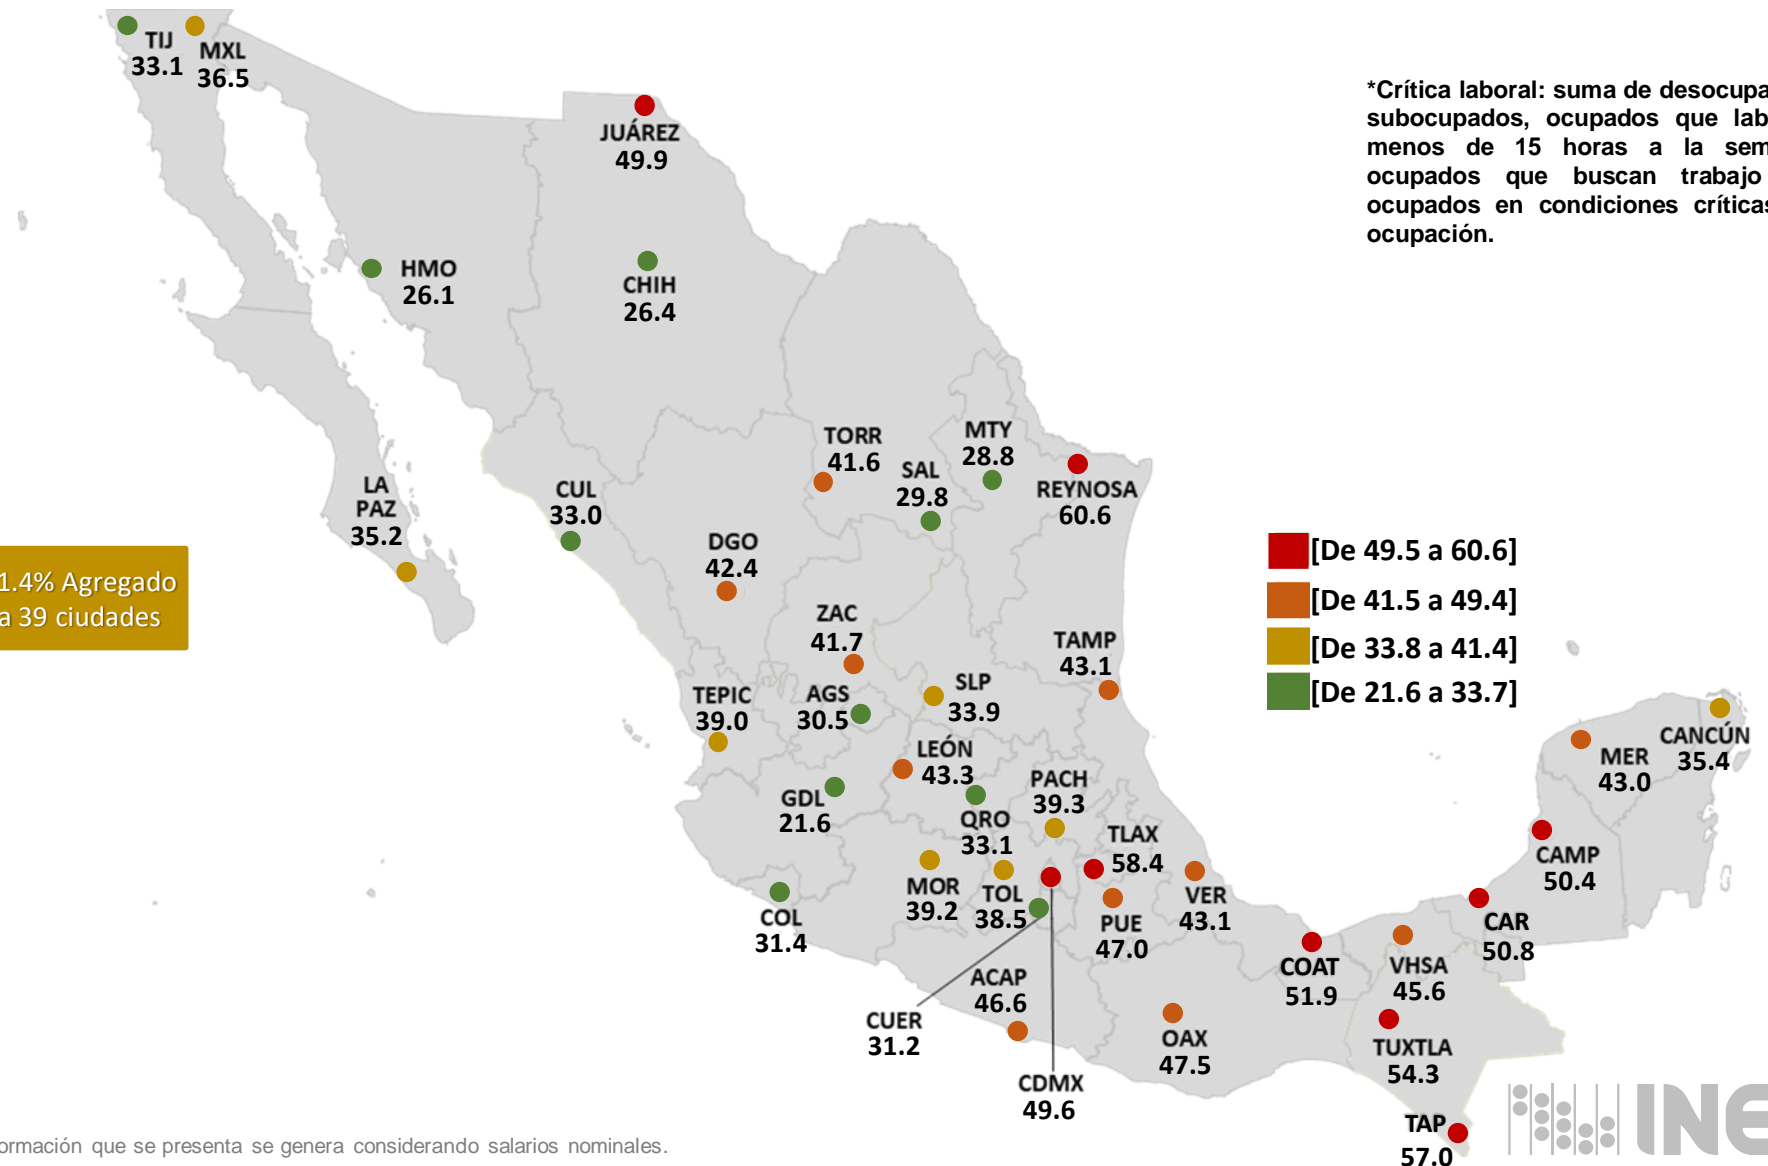 TIJ
33.1
MXL
36.5
*Crítica laboral: suma de
subocupados, ocupados que
menos de 15 horas a la
ocupados que buscan trabajo
ocupados en condiciones
ocupación.
JUÁREZ
49.9
HMO
26.1
CHIH
26.4
TORR
41.6
MTY
28.8
SAL
29.8
REYNOSA
60.6
LA
PAZ
35.2
CUL
33.0
DGO
42.4
1.4% Agregado
a 39 ciudades
[De 49.5 a 60.6]
[De 41.5 a 49.4]
[De 33.8 a 41.4]
[De 21.6 a 33.7]
ZAC
41.7
TAMP
43.1
TEPIC
39.0
AGS
30.5
SLP
33.9
LEÓN
43.3
PACH
39.3
CANCÚN
35.4
MER
43.0
GDL
21.6
QRO
33.1
TLAX
58.4
CAMP
50.4
MOR
39.2
TOL
38.5
VER
43.1
COL
31.4
PUE
47.0
CAR
50.8
COAT
51.9
VHSA
45.6
ACAP
46.6
CUER
31.2
OAX
47.5
TUXTLA
54.3
CDMX
49.6
TAP
57.0
ormación que se presenta se genera considerando salarios nominales.
INE